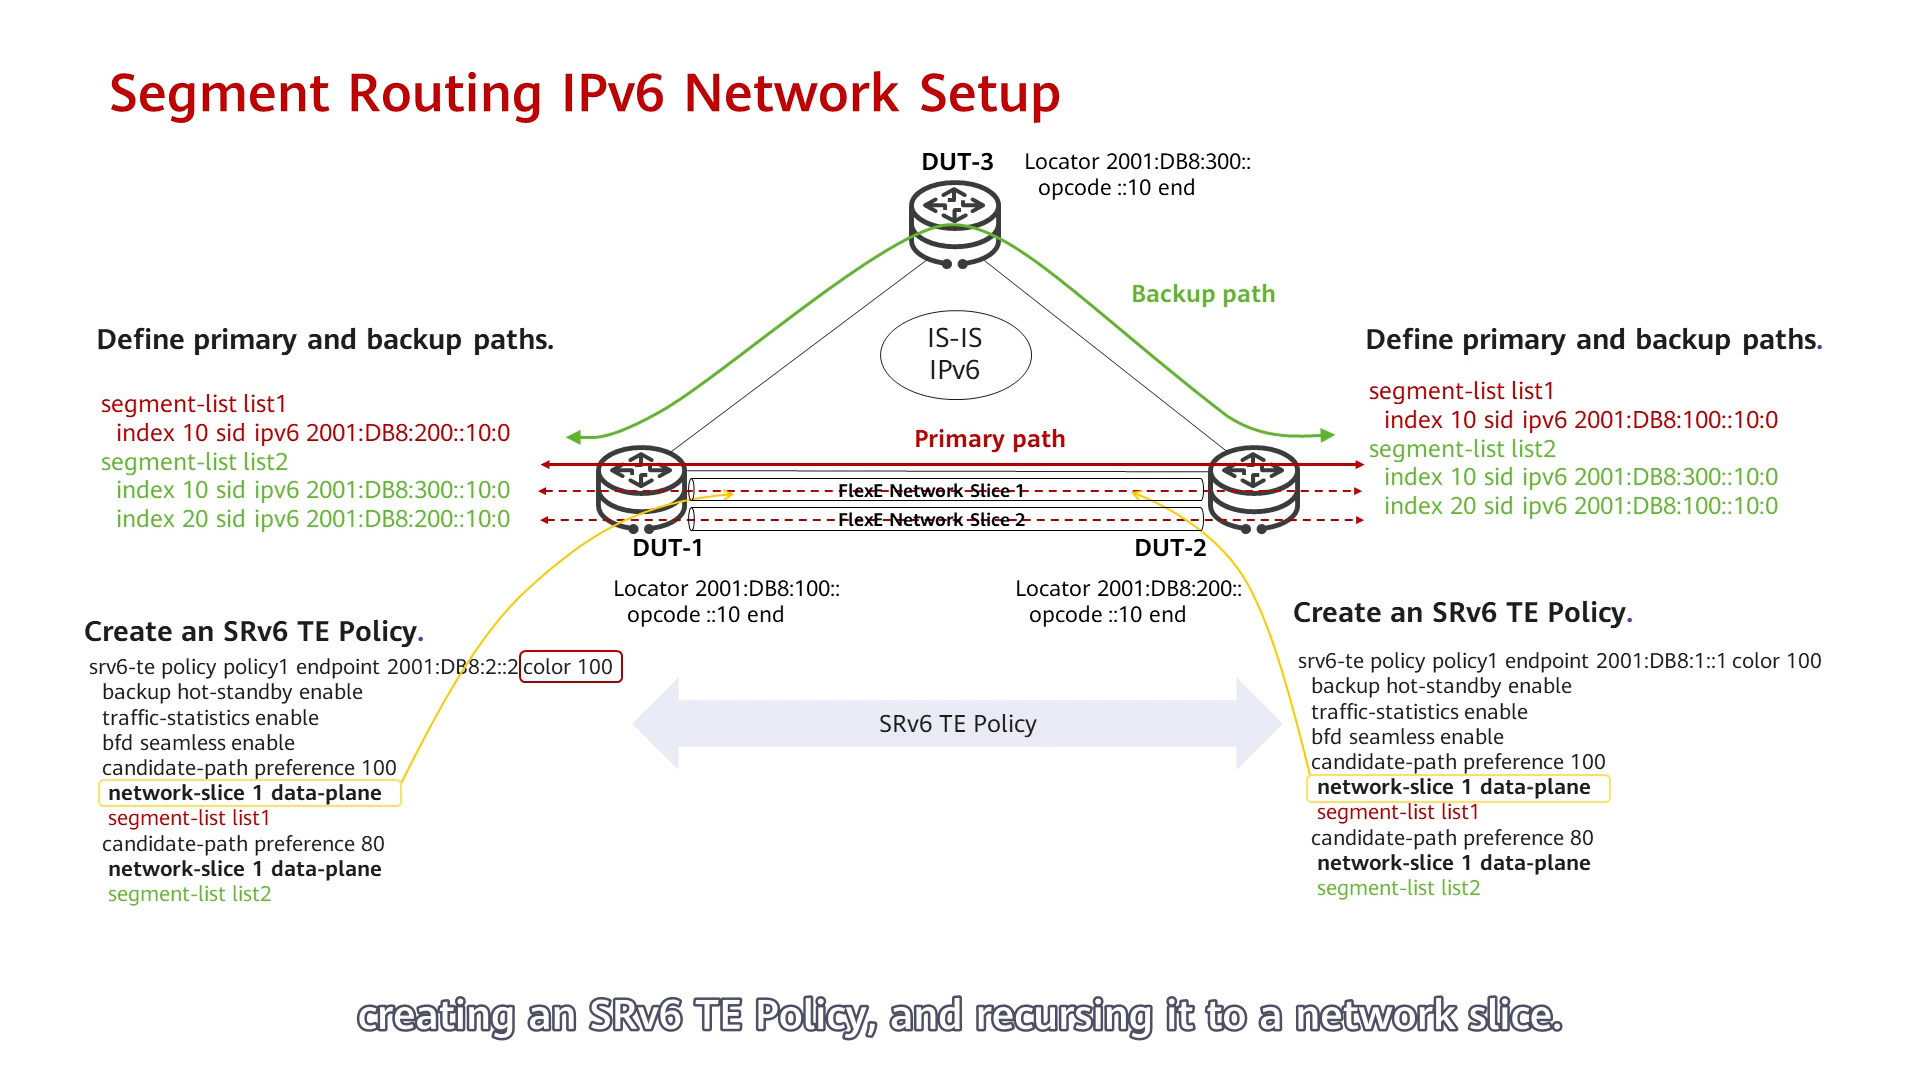 Segment Routing IPv6 Network Setup
DUT-3
Locator 2001:DB8:300::
opcode ::10 end
Backup path
IS-IS
IPv6
Define primary and backup paths.
segment-list list1
index 10 sid ipv6 2001:DB8:200::10:0
segment-list list2
index 10 sid ipv6 2001:DB8:300::10:0
index 20 sid ipv6 2001:DB8:200::10:0
Define primary and backup paths.
segment-list list1
index 10 sid ipv6 2001:DB8:100::10:0
segment-list list2
index 10 sid ipv6 2001:DB8:300::10:0
index 20 sid ipv6 2001:DB8:100::10:0
Primary path
FlexE Network Slice 1
FlexE Network Slice 2
DUT-1
Locator 2001:DB8:100::
opcode ::10 end
DUT-2
Locator 2001:DB8:200::
opcode ::10 end
Create an SRv6 TE Policy.
srv6-te policy policy1 endpoint 2001:DB8:2::2 color 100
backup hot-standby enable
traffic-statistics enable
bfd seamless enable
candidate-path preference 100
network-slice 1 data-plane
segment-list list1
candidate-path preference 80
network-slice 1 data-plane
segment-list list2
SRv6 TE Policy
Create an SRv6 TE Policy.
srv6-te policy policy1 endpoint 2001:DB8:1::1 color 100
backup hot-standby enable
traffic-statistics enable
bfd seamless enable
candidate-path preference 100
network-slice 1 data-plane
segment-list list1
candidate-path preference 80
network-slice 1 data-plane
segment-list list2
creating an SRv6 TE Policy, and recursing it to a network slice.